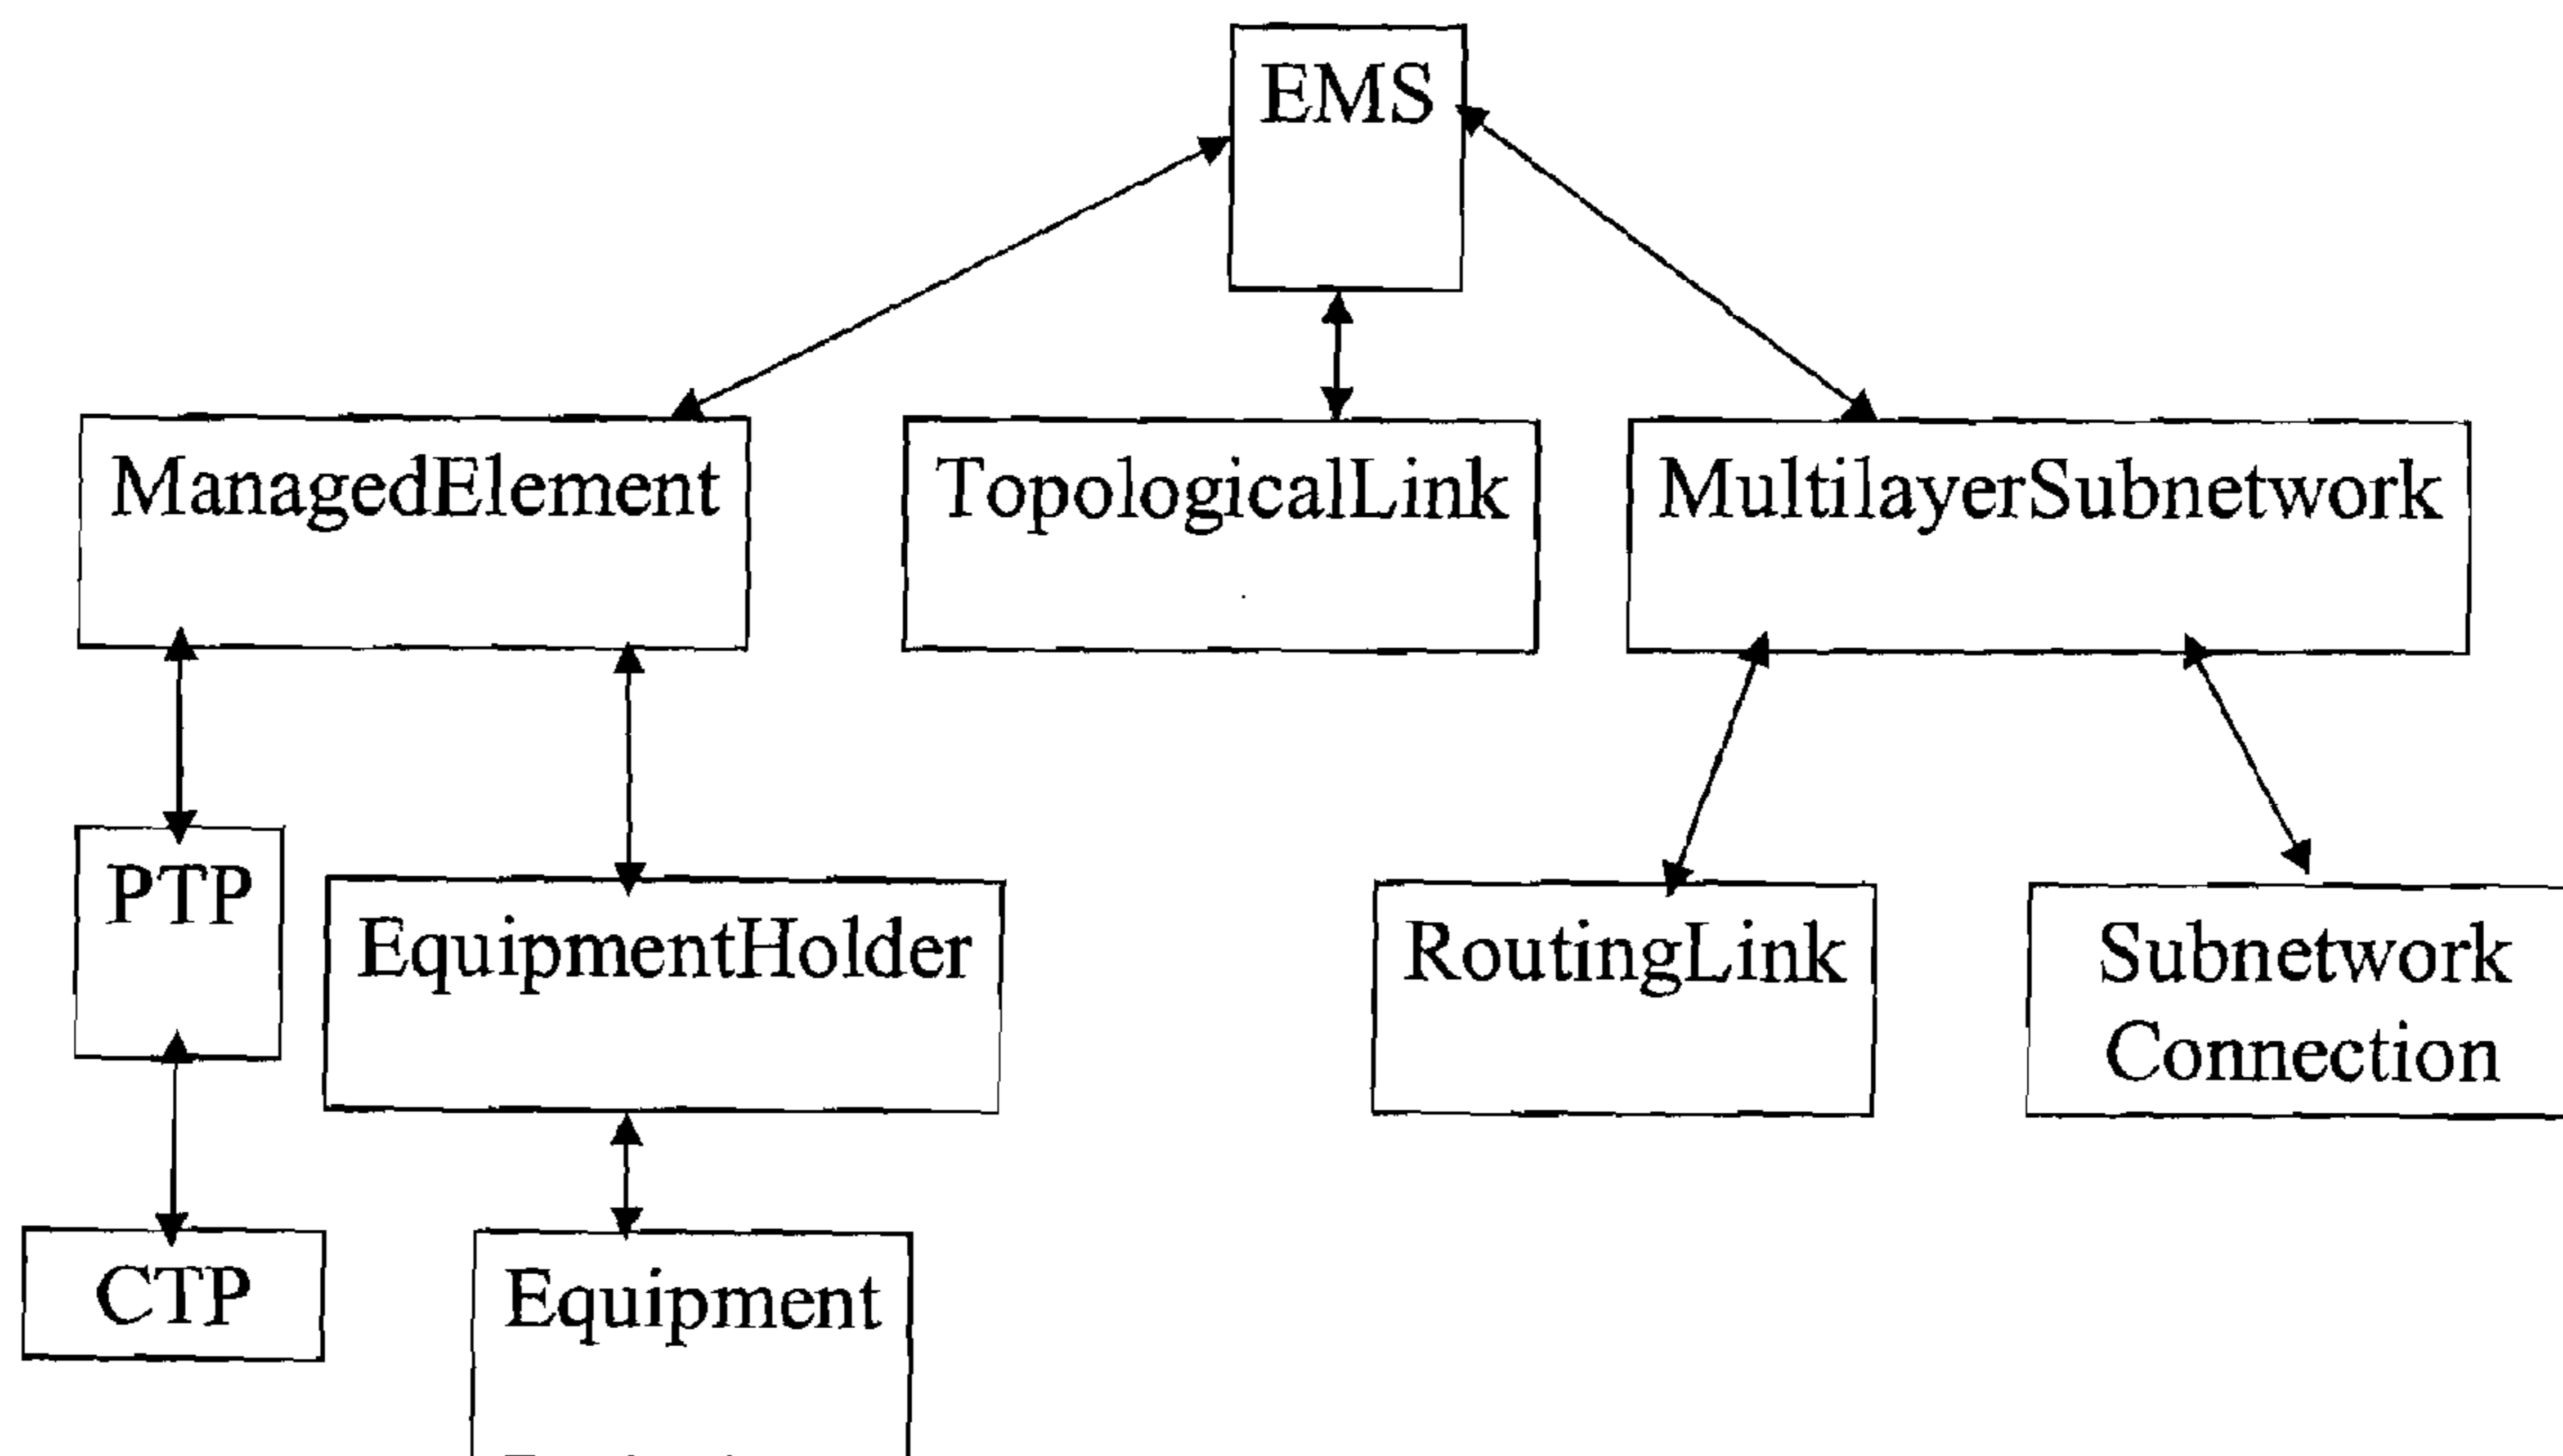 EMS
ManagedElement
TopologicalLink
MultilayerSubnetwork
PTP
EquipmentHolder
RoutingLink
Subnetwork
Connection
CTP
Equipment